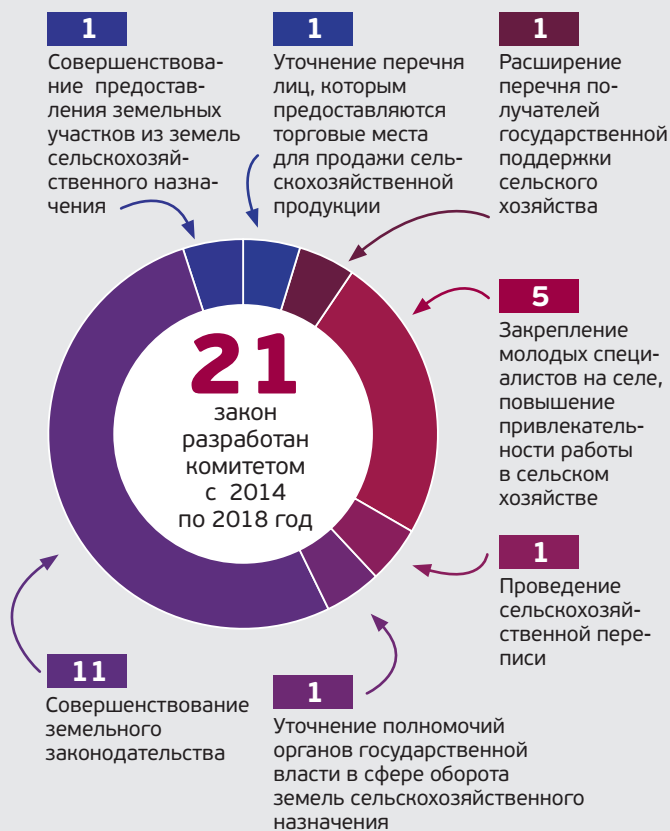 1
Совершенствова-
ние предостав-
ления земельных
участков из земель
сельскохозяй-
ственного назна-
чения
1
Уточнение перечня
лиц, которым
предоставляются
торговые места
для продажи сель-
скохозяйственной
продукции
1
Расширение
перечня по-
лучателей
государственной
поддержки
сельского
хозяйства
21
закон
разработан
комитетом
с 2014
по 2018 год
5
Закрепление
молодых специ-
алистов на селе,
повышение
привлекатель-
ности работы
в сельском
хозяйстве
1
Проведение
сельскохозяй-
ственной пере-
писи
11
Совершенствование
земельного
законодательства
1
Уточнение полномочий
органов государственной
власти в сфере оборота
земель сельскохозяйственного
назначения